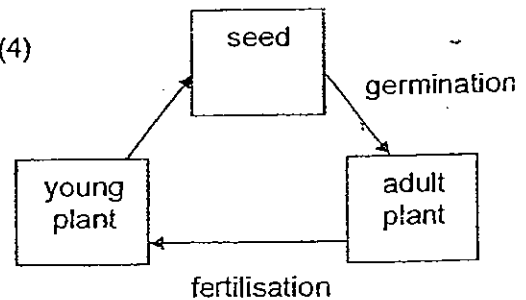 (4)
seed
germination
young
plant
adult
plant
fertilisation